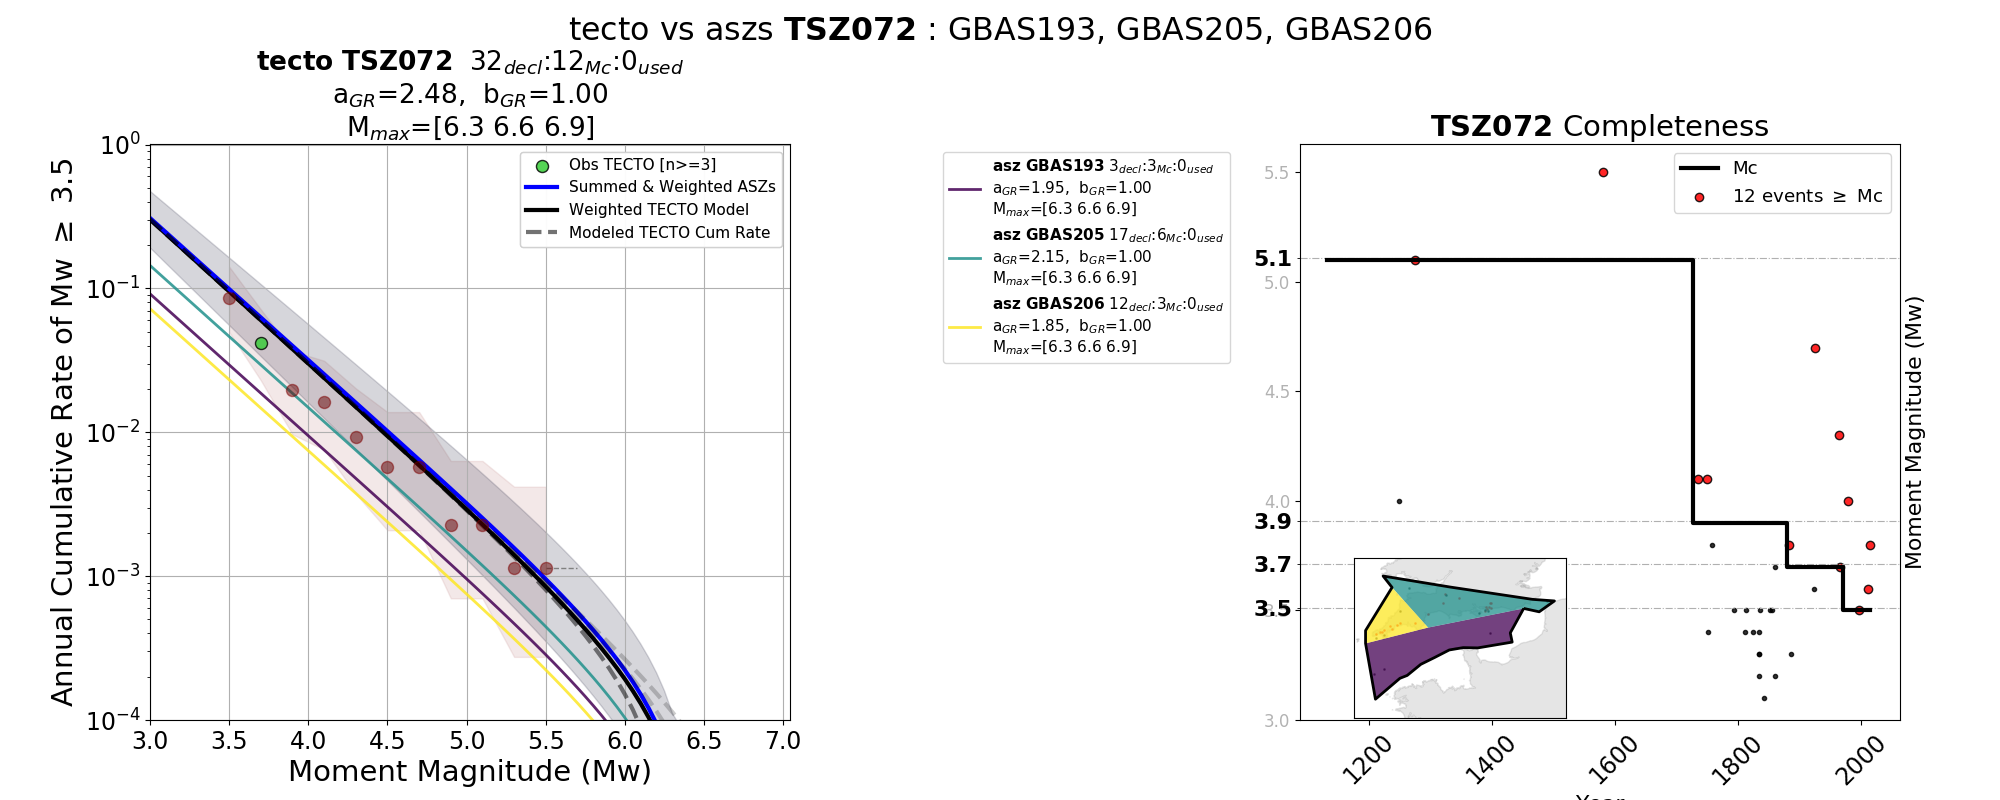 tecto vs aszs TSZ072 : GBAS193, GBAS205, GBAS206
tecto TSZ072 32decl:12Mc:0used
aGR=2.48, bGR=1.00
Mmax=[6.3 6.6 6.9]
Annual Cumulative Rate of Mw ≥ 3.5
10^0
10^−1
10^−2
10^−3
10^−4
Obs TECTO [n>=3]
Summed & Weighted ASZs
Weighted TECTO Model
Modeled TECTO Cum Rate
3.0 3.5 4.0 4.5 5.0 5.5 6.0 6.5 7.0
Moment Magnitude (Mw)
asz GBAS193 3decl:3Mc:0used
aGR=1.95, bGR=1.00
Mmax=[6.3 6.6 6.9]
asz GBAS205 17decl:6Mc:0used
aGR=2.15, bGR=1.00
Mmax=[6.3 6.6 6.9]
asz GBAS206 12decl:3Mc:0used
aGR=1.85, bGR=1.00
Mmax=[6.3 6.6 6.9]
TSZ072 Completeness
Mc
12 events ≥ Mc
5.5
5.1
5.0
4.5
4.0
3.9
3.7
3.5
3.0
Moment Magnitude (Mw)
1200 1400 1600 1800 2000
Year